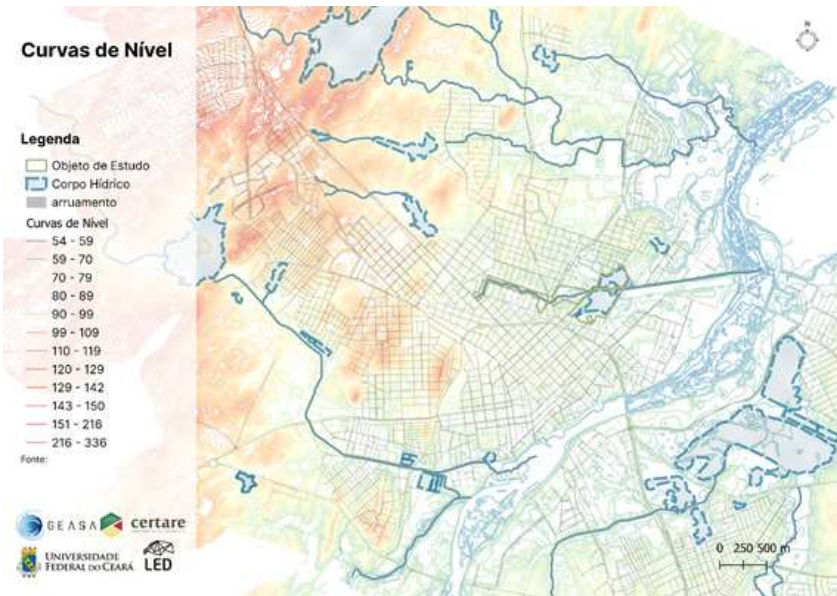 Curvas de Nível
N
Legenda
Objeto de Estudo
Corpo Hídrico
arruamento
Curvas de Nível
54 - 59
59 - 70
70 - 79
80 - 89
90 - 99
99 - 109
110 - 119
120 - 129
129 - 142
143 - 150
151 - 216
216 - 336
Fonte:
GEASA
certare
UNIVERSIDADE
FEDERAL DO CEARÁ
LED
0 250 500 m